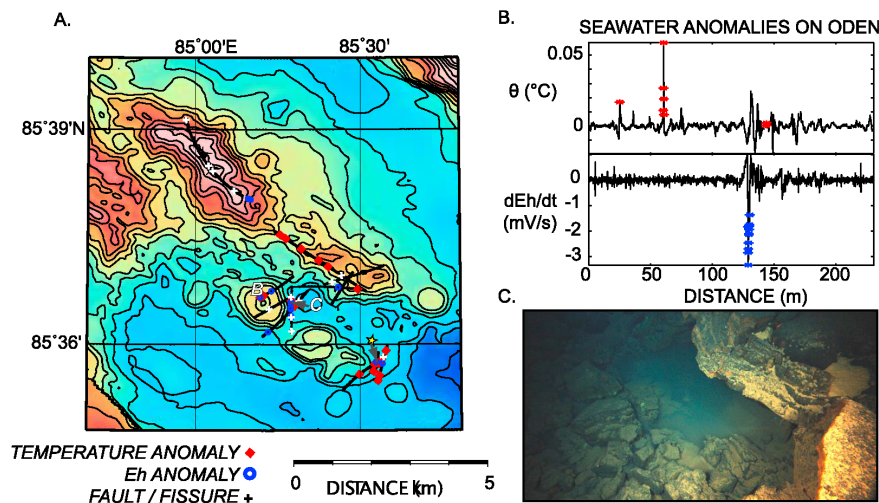 A.
85°00'E
85°30'
85°39'N
B
C
85°36'
TEMPERATURE ANOMALY
Eh ANOMALY
FAULT / FISSURE
0
5
DISTANCE (km)
B.
SEAWATER ANOMALIES ON ODEN
0.05
θ (°C)
0
0
dEh/dt
-1
(mV/s)
-2
-3
0
50
100
150
200
DISTANCE (m)
C.